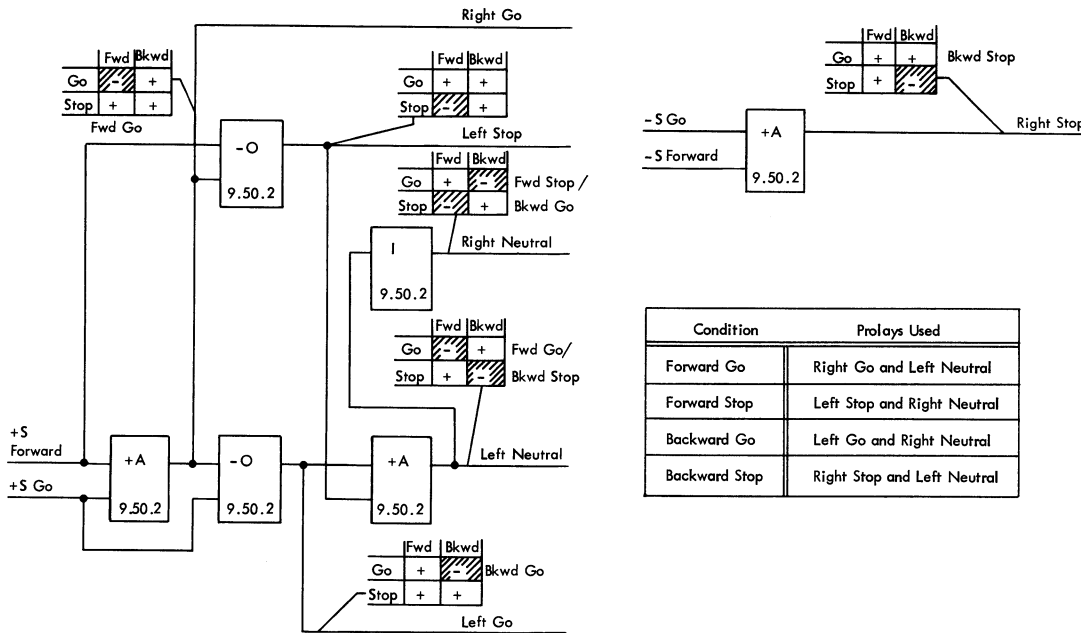 Right Go
Fwd Bkwd
Go - +
Stop + +
Fwd Go
-O
9.50.2
Fwd Bkwd
Go + +
Stop - +
Left Stop
Fwd Bkwd
Go + - Fwd Stop /
Stop - + Bkwd Go
I
9.50.2
Right Neutral
Fwd Bkwd
Go - + Fwd Go/
Stop + - Bkwd Stop
+S
Forward
+S Go
+A
9.50.2
-O
9.50.2
+A
9.50.2
Left Neutral
Fwd Bkwd
Go + - Bkwd Go
Stop + +
Left Go
Fwd Bkwd
Go + + Bkwd Stop
Stop + -
Right Stop
-S Go
-S Forward
+A
9.50.2
Condition Prolays Used
Forward Go Right Go and Left Neutral
Forward Stop Left Stop and Right Neutral
Backward Go Left Go and Right Neutral
Backward Stop Right Stop and Left Neutral